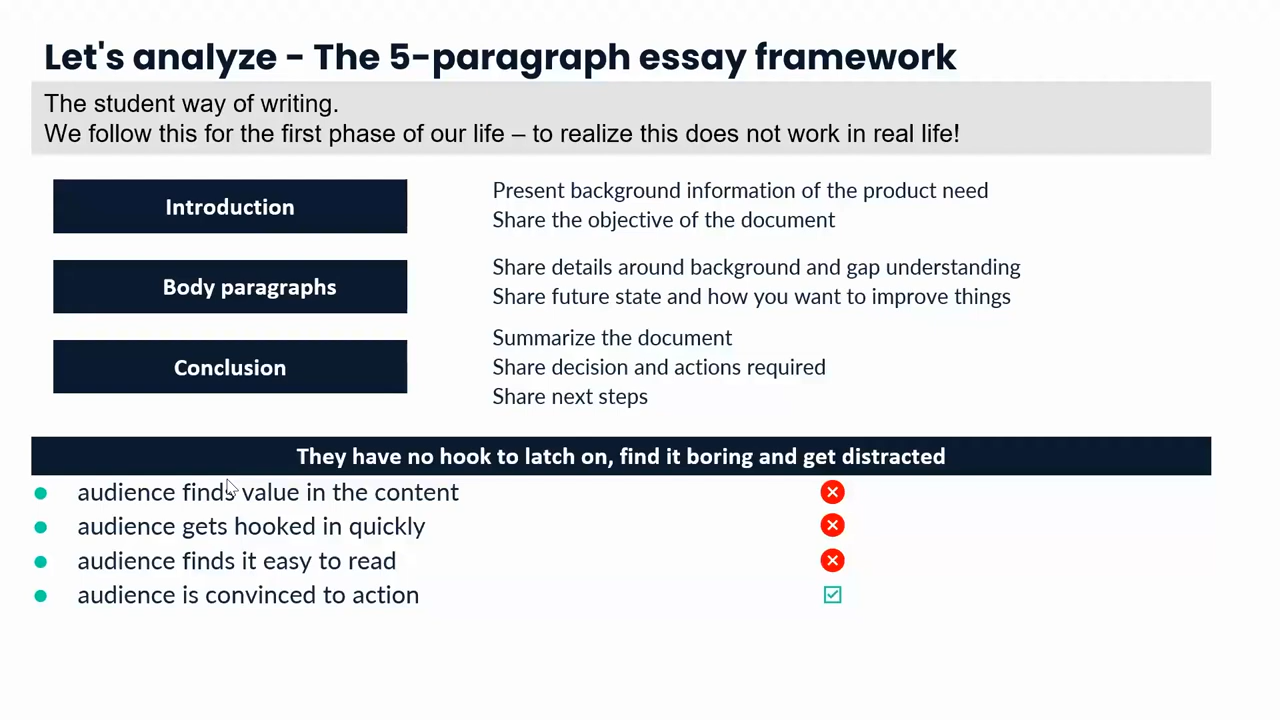 Let's analyze - The 5-paragraph essay framework
The student way of writing.
We follow this for the first phase of our life – to realize this does not work in real life!
Introduction
Present background information of the product need
Share the objective of the document
Body paragraphs
Share details around background and gap understanding
Share future state and how you want to improve things
Conclusion
Summarize the document
Share decision and actions required
Share next steps
They have no hook to latch on, find it boring and get distracted
audience finds value in the content
audience gets hooked in quickly
audience finds it easy to read
audience is convinced to action